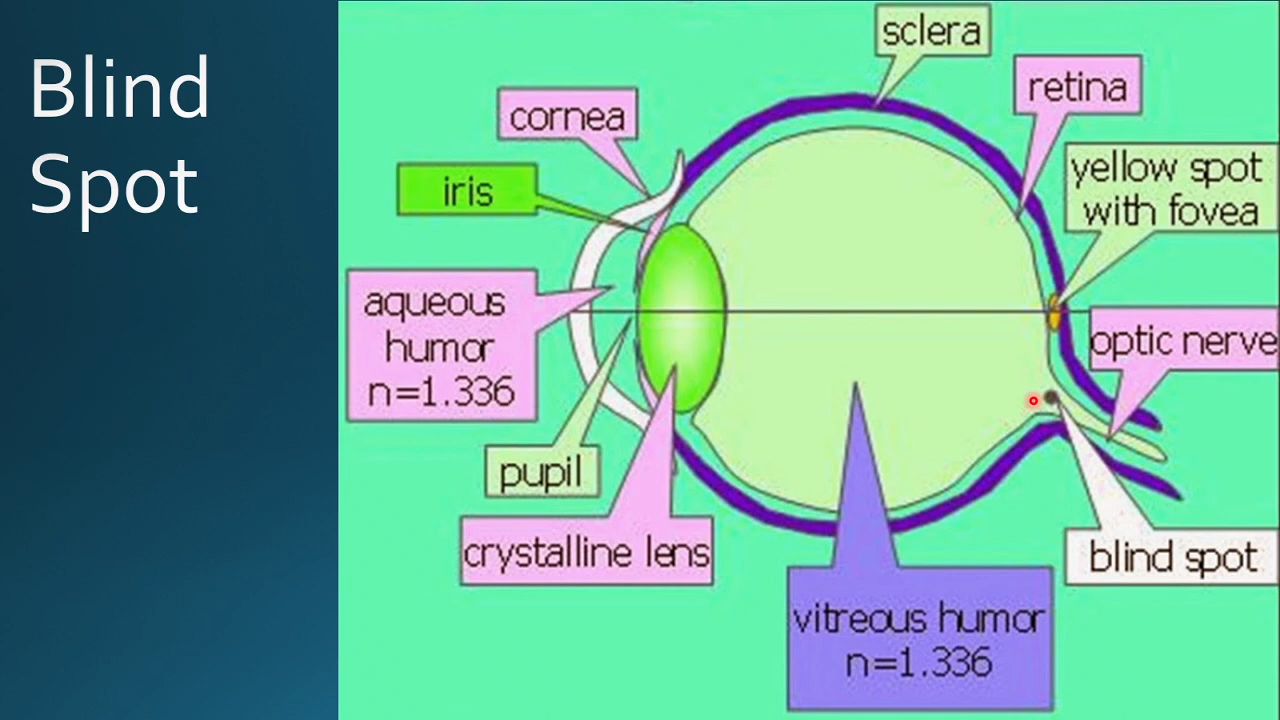 Blind
Spot
sclera
retina
cornea
yellow spot
with fovea
iris
aqueous
humor
n=1.336
optic nerve
pupil
crystalline lens
blind spot
vitreous humor
n=1.336